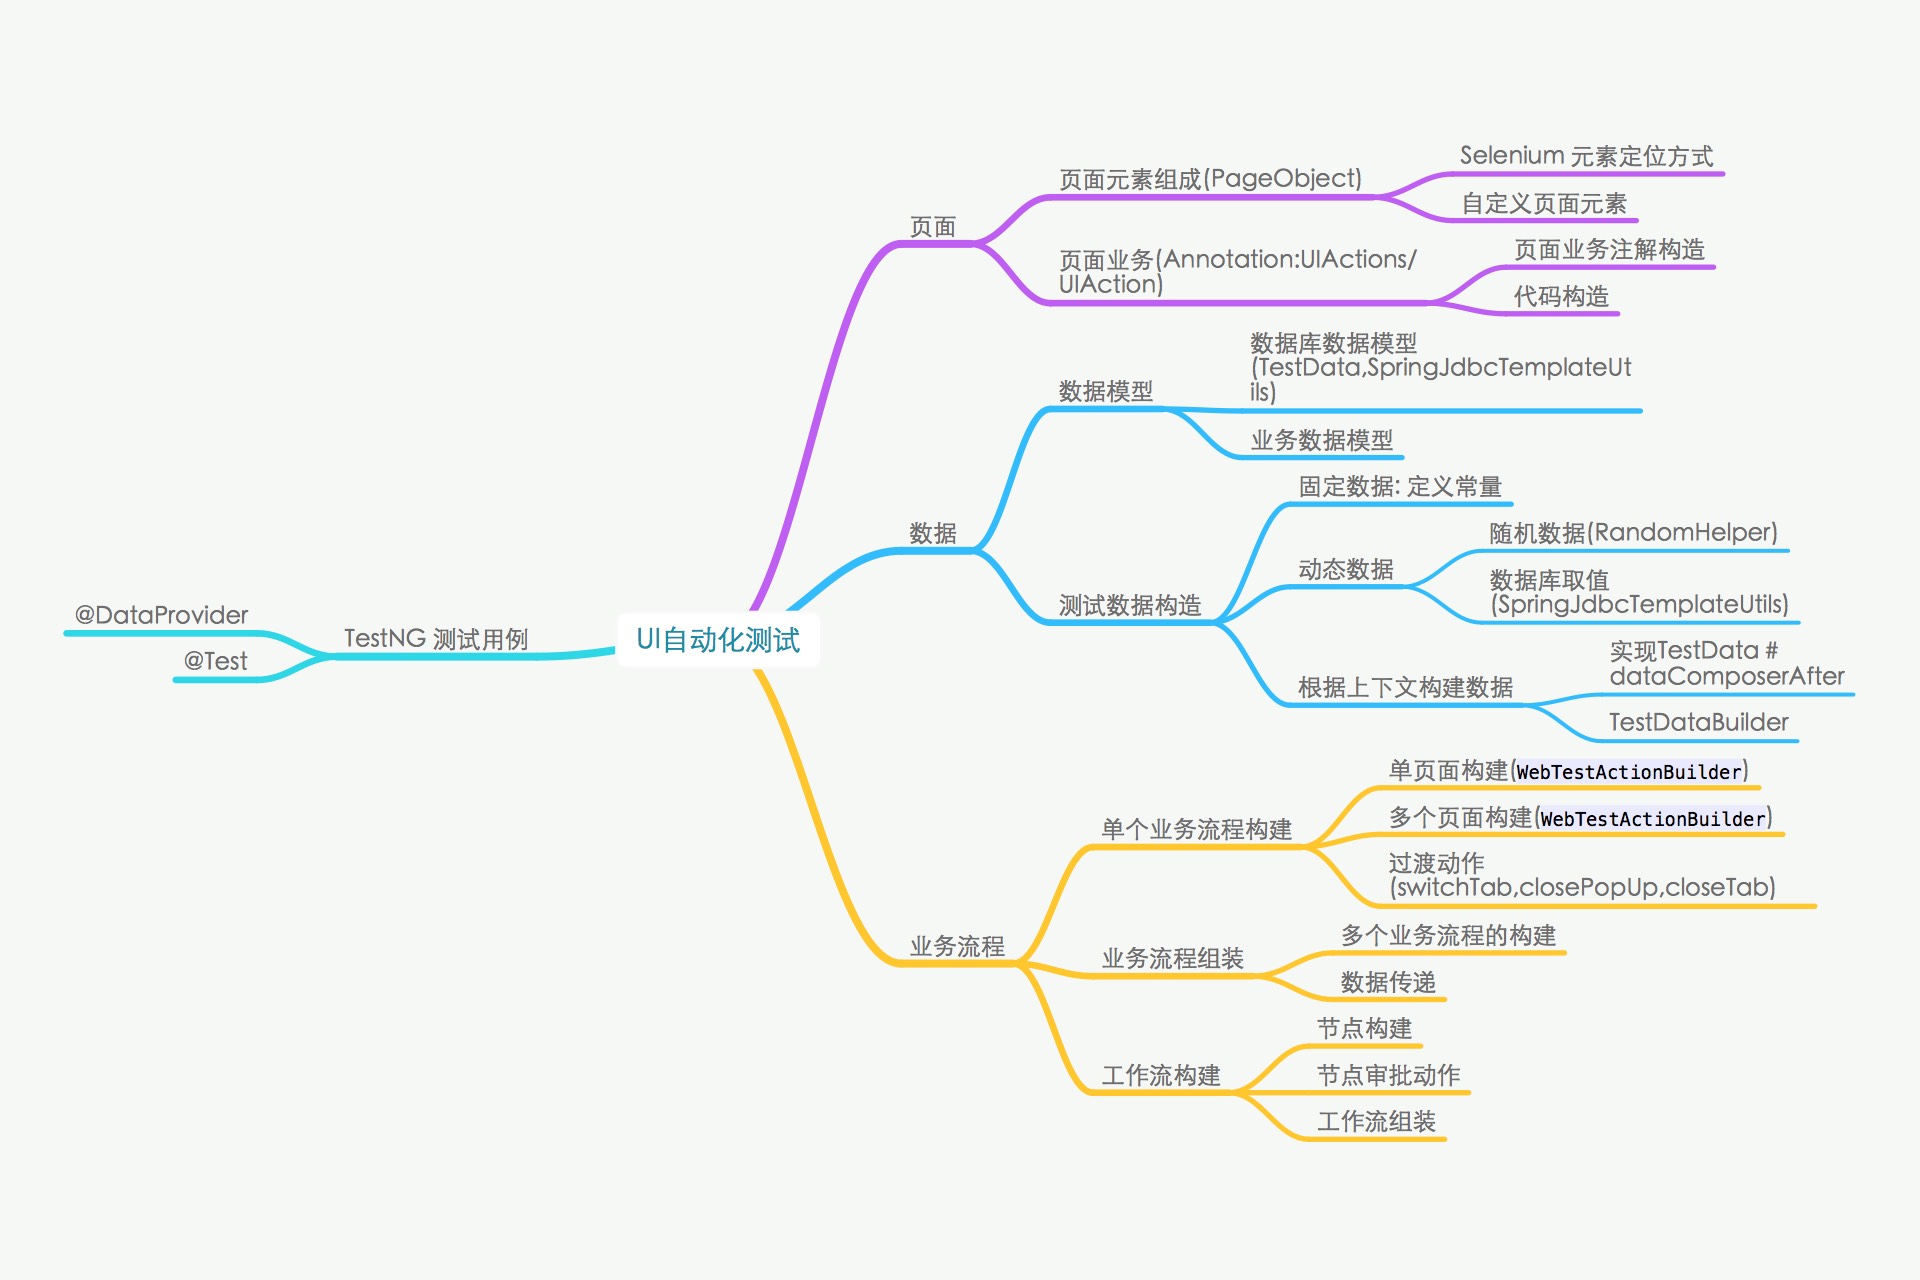 Selenium 元素定位方式
页面元素组成(PageObject)
自定义页面元素
页面
页面业务(Annotation:UIActions/
UIAction)
页面业务注解构造
代码构造
数据库数据模型
(TestData,SpringJdbcTemplateUt
ils)
数据模型
业务数据模型
固定数据: 定义常量
数据
随机数据(RandomHelper)
动态数据
数据库取值
(SpringJdbcTemplateUtils)
测试数据构造
实现TestData #
dataComposerAfter
根据上下文构建数据
TestDataBuilder
@DataProvider
TestNG 测试用例
@Test
UI自动化测试
单页面构建(WebTestActionBuilder)
多个页面构建(WebTestActionBuilder)
单个业务流程构建
过渡动作
(switchTab,closePopUp,closeTab)
业务流程
多个业务流程的构建
业务流程组装
数据传递
节点构建
工作流构建
节点审批动作
工作流组装